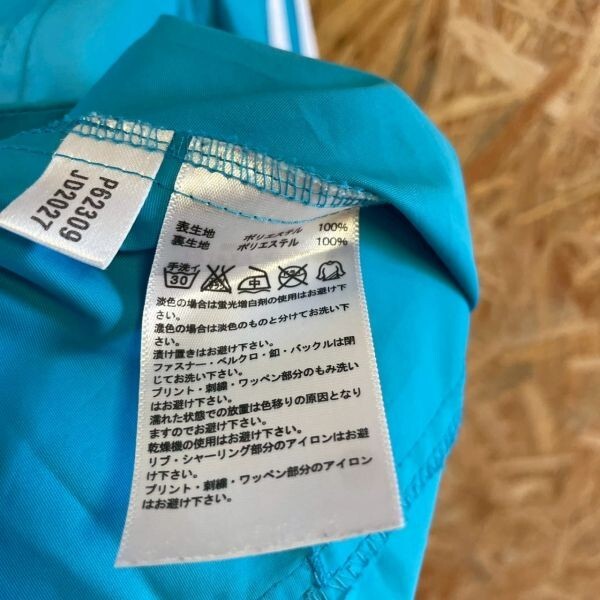 P62309
JD2027
表生地 ポリエステル 100%
裏生地 ポリエステル 100%
手洗イ
30 中
淡色の場合は蛍光増白剤の使用はお避け下
さい。
濃色の場合は淡色のものと分けてお洗い下
さい。
漬け置きはお避け下さい。
ファスナー・ベルクロ・釦・バックルは閉
じてお洗い下さい。
プリント・刺繍・ワッペン部分のもみ洗い
はお避け下さい。
濡れた状態での放置は色移りの原因となり
ますのでお避け下さい。
乾燥機の使用はお避け下さい。
リブ・シャーリング部分のアイロンはお避
け下さい。
プリント・刺繍・ワッペン部分のアイロン
はお避け下さい。